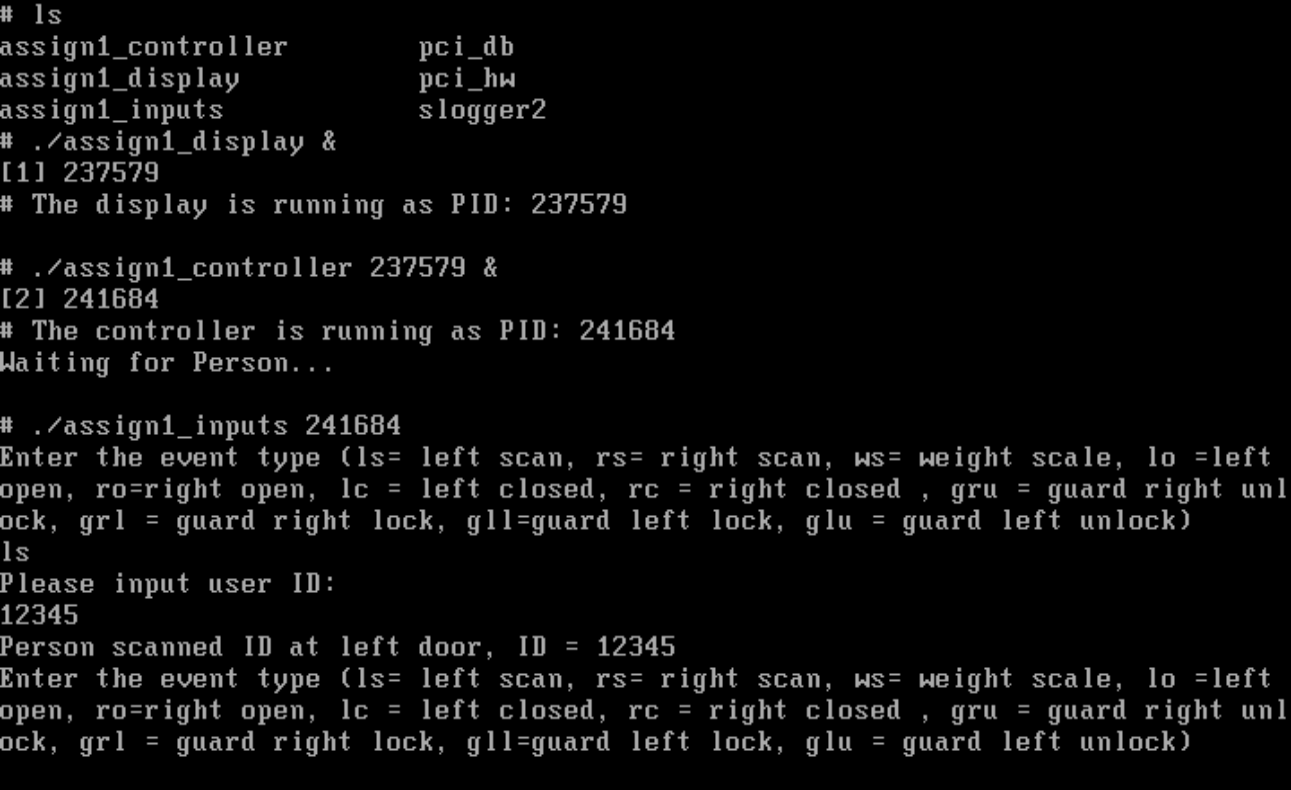 # ls
assign1_controller pci_db
assign1_display pci_hw
assign1_inputs slogger2
# ./assign1_display &
[1] 237579
# The display is running as PID: 237579
# ./assign1_controller 237579 &
[2] 241684
# The controller is running as PID: 241684
Waiting for Person...
# ./assign1_inputs 241684
Enter the event type (ls= left scan, rs= right scan, ws= weight scale, lo =left
open, ro=right open, lc = left closed, rc = right closed , gru = guard right unl
ock, grl = guard right lock, gll=guard left lock, glu = guard left unlock)
ls
Please input user ID:
12345
Person scanned ID at left door, ID = 12345
Enter the event type (ls= left scan, rs= right scan, ws= weight scale, lo =left
open, ro=right open, lc = left closed, rc = right closed , gru = guard right unl
ock, grl = guard right lock, gll=guard left lock, glu = guard left unlock)